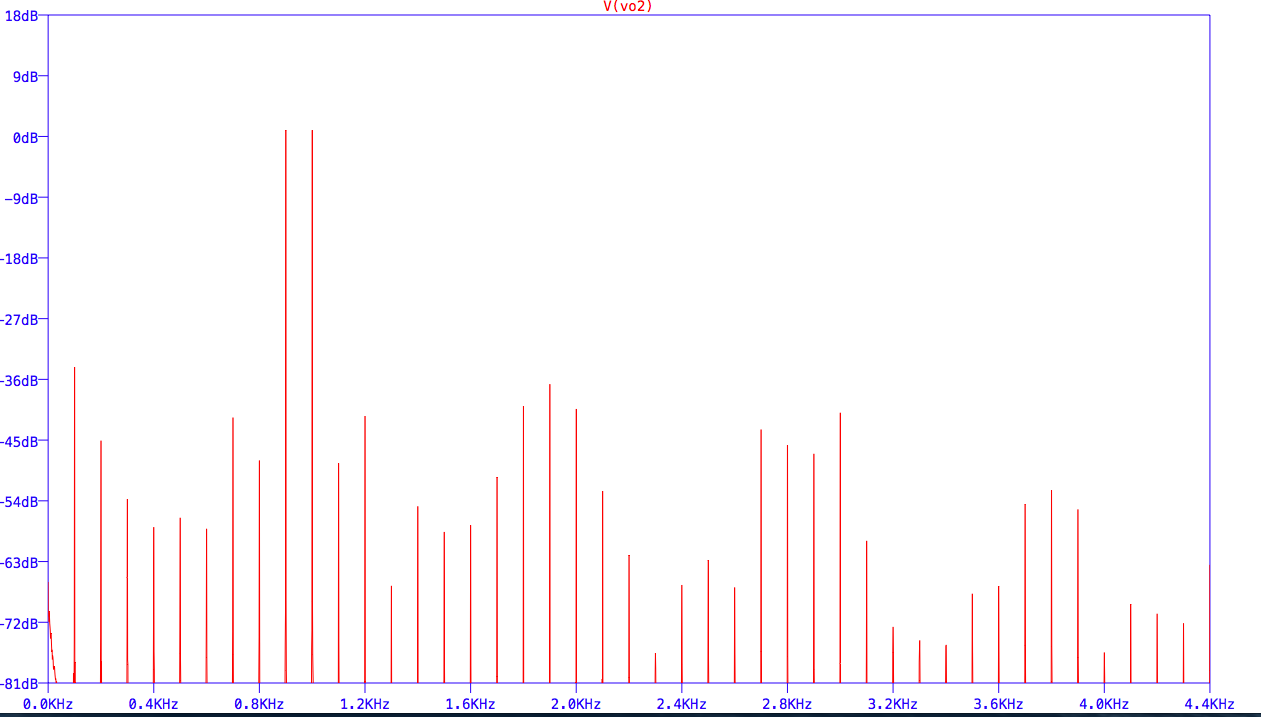 V(vo2)
18dB
9dB
0dB
-9dB
-18dB
-27dB
-36dB
-45dB
-54dB
-63dB
-72dB
-81dB
0.0KHz 0.4KHz 0.8KHz 1.2KHz 1.6KHz 2.0KHz 2.4KHz 2.8KHz 3.2KHz 3.6KHz 4.0KHz 4.4KHz